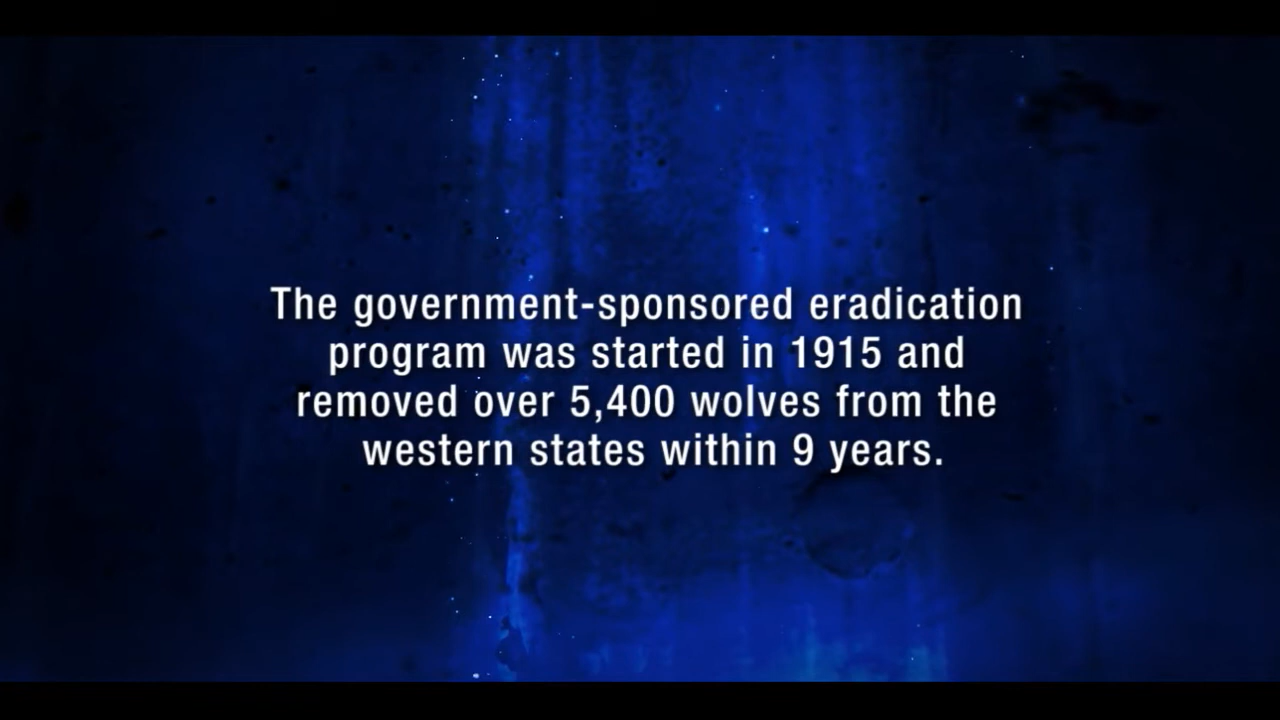 The government-sponsored eradication
program was started in 1915 and
removed over 5,400 wolves from the
western states within 9 years.